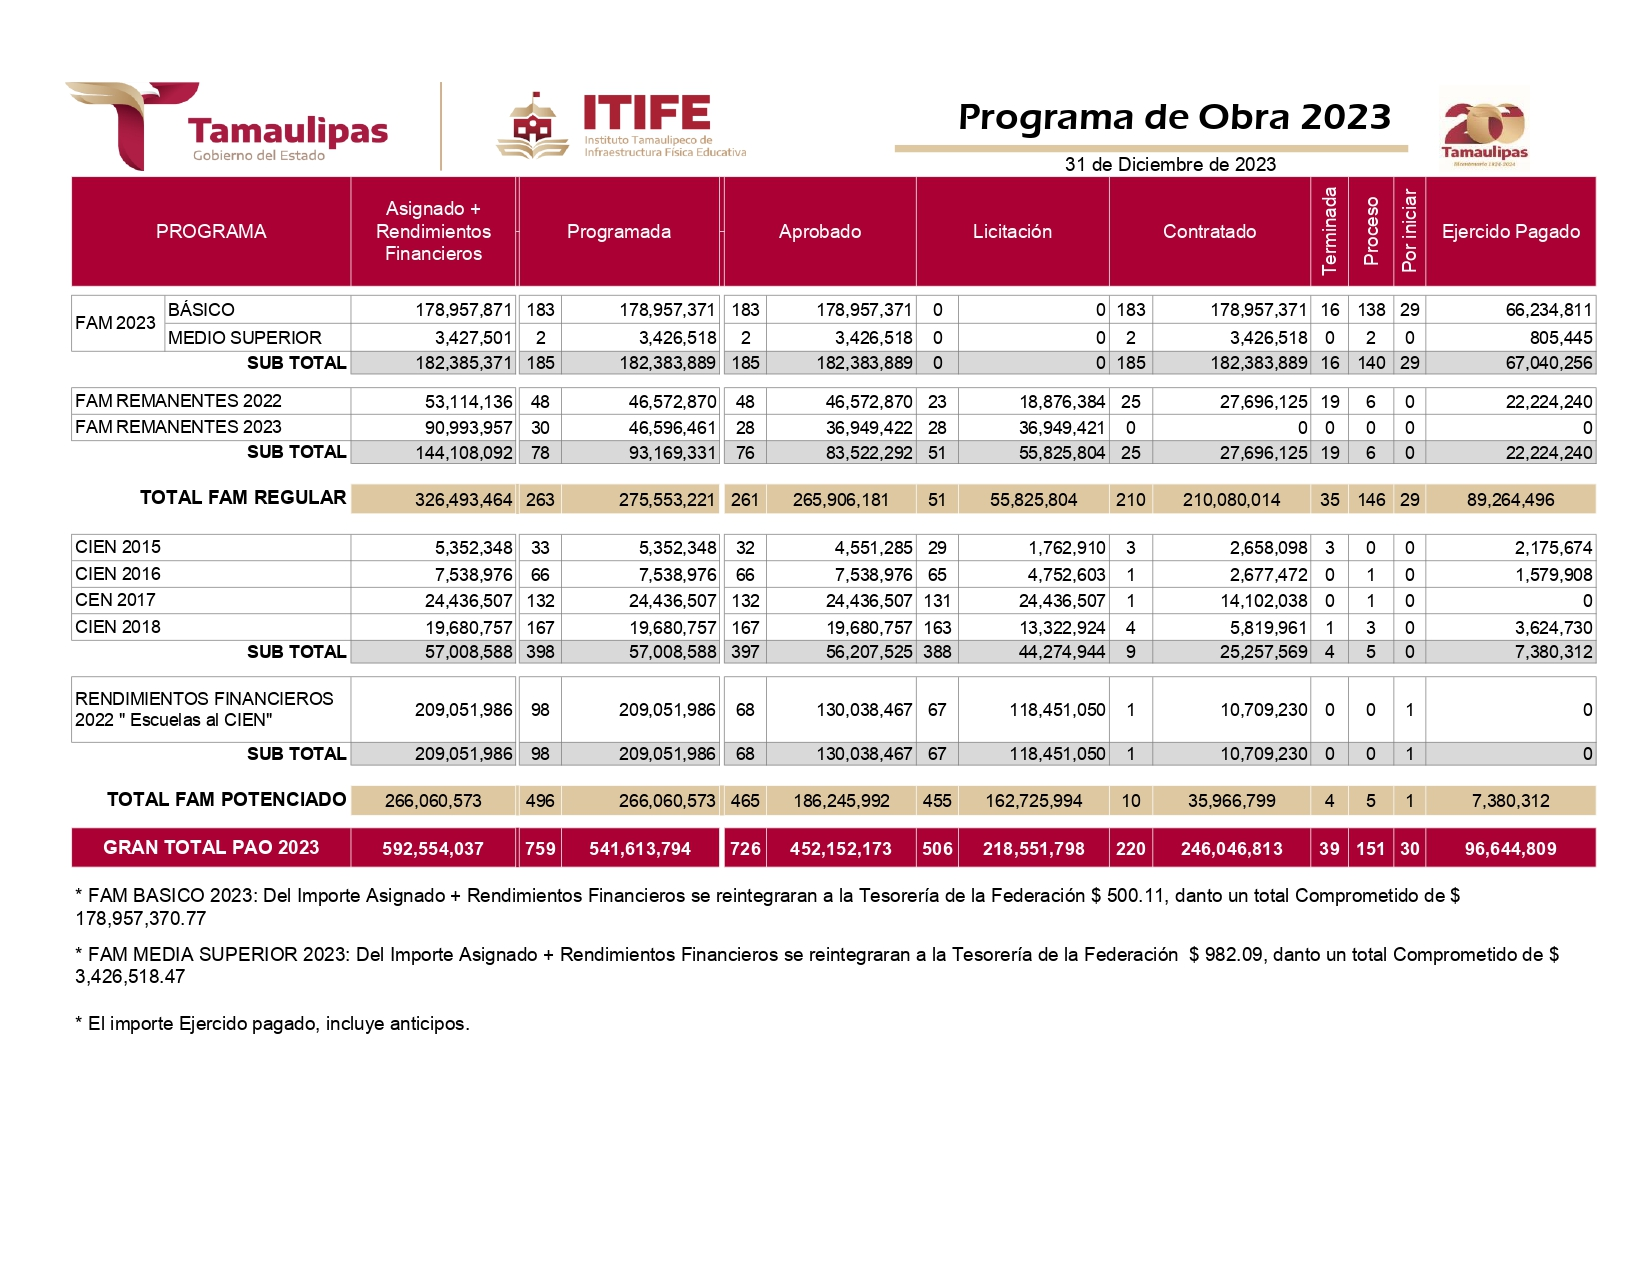 Tamaulipas
Gobierno del Estado
ITIFE
Instituto Tamaulipeco de
Infraestructura Física Educativa
Programa de Obra 2023
31 de Diciembre de 2023
200
Tamaulipas
PROGRAMA Asignado + Rendimientos Financieros Programada Aprobado Licitación Contratado Terminada Proceso Por iniciar Ejercido Pagado
FAM 2023 BÁSICO 178,957,871 183 178,957,371 183 178,957,371 0 0 183 178,957,371 16 138 29 66,234,811
MEDIO SUPERIOR 3,427,501 2 3,426,518 2 3,426,518 0 0 2 3,426,518 0 2 0 805,445
SUB TOTAL 182,385,371 185 182,383,889 185 182,383,889 0 0 185 182,383,889 16 140 29 67,040,256
FAM REMANENTES 2022 53,114,136 48 46,572,870 48 46,572,870 23 18,876,384 25 27,696,125 19 6 0 22,224,240
FAM REMANENTES 2023 90,993,957 30 46,596,461 28 36,949,422 28 36,949,421 0 0 0 0 0 0
SUB TOTAL 144,108,092 78 93,169,331 76 83,522,292 51 55,825,804 25 27,696,125 19 6 0 22,224,240
TOTAL FAM REGULAR 326,493,464 263 275,553,221 261 265,906,181 51 55,825,804 210 210,080,014 35 146 29 89,264,496
CIEN 2015 5,352,348 33 5,352,348 32 4,551,285 29 1,762,910 3 2,658,098 3 0 0 2,175,674
CIEN 2016 7,538,976 66 7,538,976 66 7,538,976 65 4,752,603 1 2,677,472 0 1 0 1,579,908
CEN 2017 24,436,507 132 24,436,507 132 24,436,507 131 24,436,507 1 14,102,038 0 1 0 0
CIEN 2018 19,680,757 167 19,680,757 167 19,680,757 163 13,322,924 4 5,819,961 1 3 0 3,624,730
SUB TOTAL 57,008,588 398 57,008,588 397 56,207,525 388 44,274,944 9 25,257,569 4 5 0 7,380,312
RENDIMIENTOS FINANCIEROS
2022 " Escuelas al CIEN" 209,051,986 98 209,051,986 68 130,038,467 67 118,451,050 1 10,709,230 0 0 1 0
SUB TOTAL 209,051,986 98 209,051,986 68 130,038,467 67 118,451,050 1 10,709,230 0 0 1 0
TOTAL FAM POTENCIADO 266,060,573 496 266,060,573 465 186,245,992 455 162,725,994 10 35,966,799 4 5 1 7,380,312
GRAN TOTAL PAO 2023 592,554,037 759 541,613,794 726 452,152,173 506 218,551,798 220 246,046,813 39 151 30 96,644,809
* FAM BASICO 2023: Del Importe Asignado + Rendimientos Financieros se reintegraran a la Tesorería de la Federación $ 500.11, danto un total Comprometido de $
178,957,370.77
* FAM MEDIA SUPERIOR 2023: Del Importe Asignado + Rendimientos Financieros se reintegraran a la Tesorería de la Federación $ 982.09, danto un total Comprometido de $
3,426,518.47
* El importe Ejercido pagado, incluye anticipos.